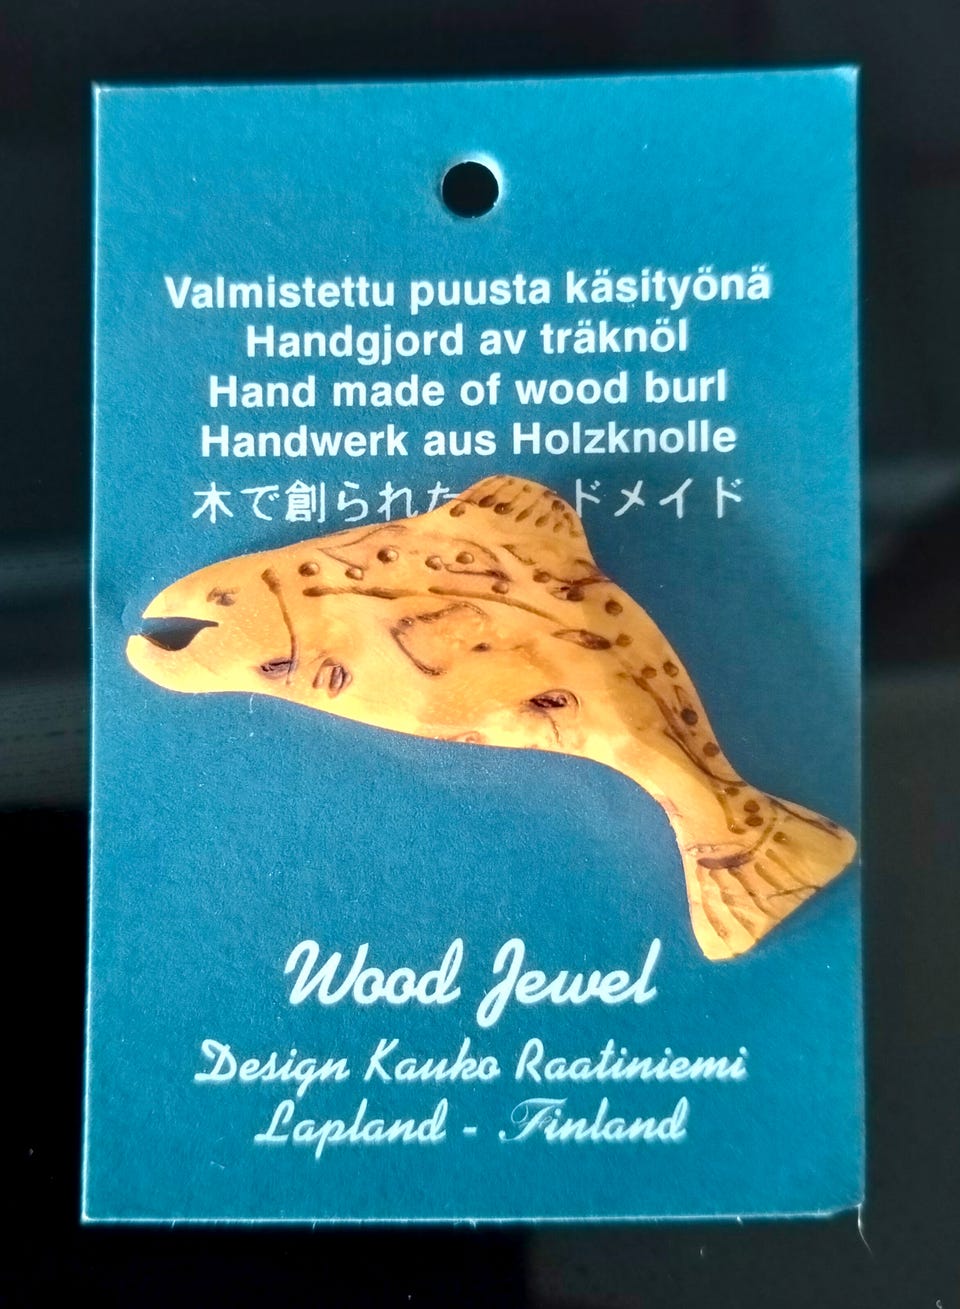 Valmistettu puusta käsityönä
Handgjord av träknöl
Hand made of wood burl
Handwerk aus Holzknolle
木で創られた ドメイド
Wood Jewel
Design Kauko Raatiniemi
Lapland - Finland